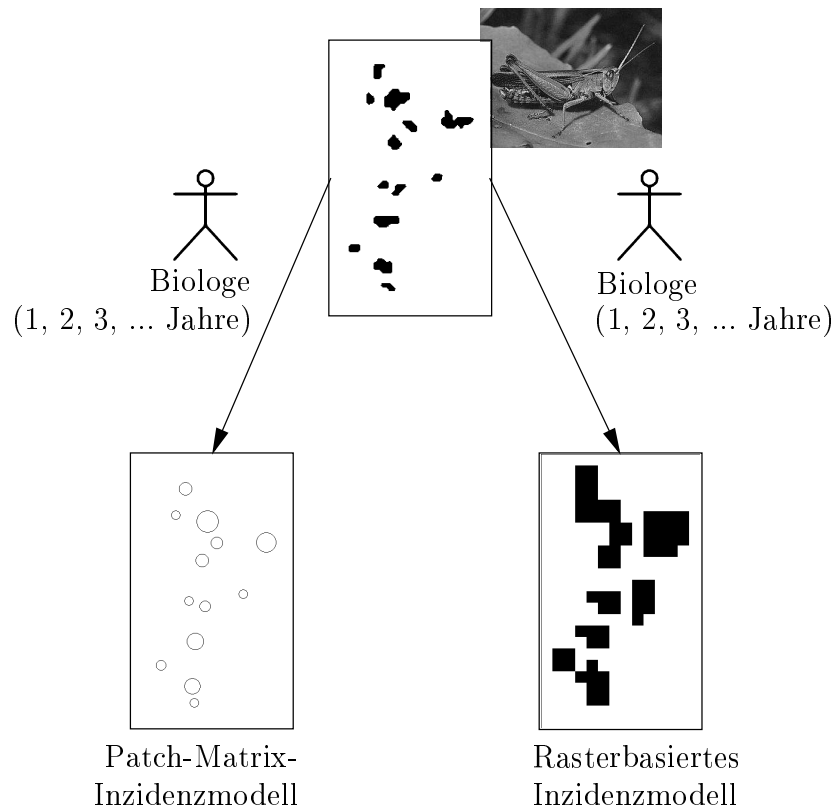 Biologe
(1, 2, 3, ... Jahre)
Biologe
(1, 2, 3, ... Jahre)
Patch-Matrix-
Inzidenzmodell
Rasterbasiertes
Inzidenzmodell